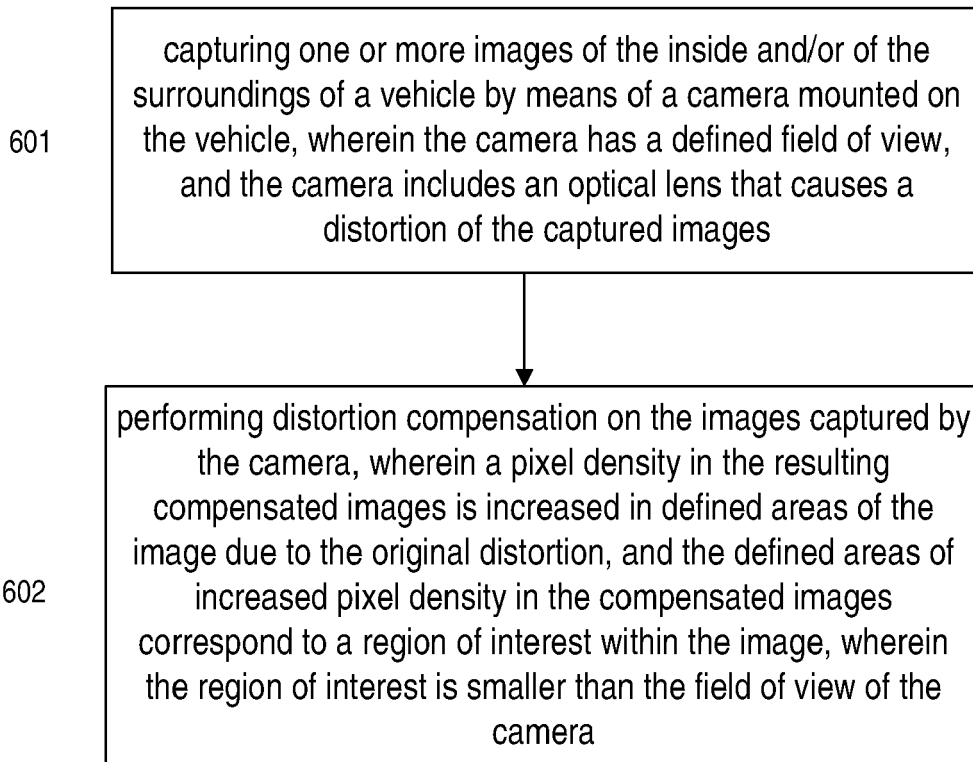 capturing one or more images of the inside and/or of the
surroundings of a vehicle by means of a camera mounted on
601
the vehicle, wherein the camera has a defined field of view,
and the camera includes an optical lens that causes a
distortion of the captured images
performing distortion compensation on the images captured by
the camera, wherein a pixel density in the resulting
compensated images is increased in defined areas of the
image due to the original distortion, and the defined areas of
602
increased pixel density in the compensated images
correspond to a region of interest within the image, wherein
the region of interest is smaller than the field of view of the
camera